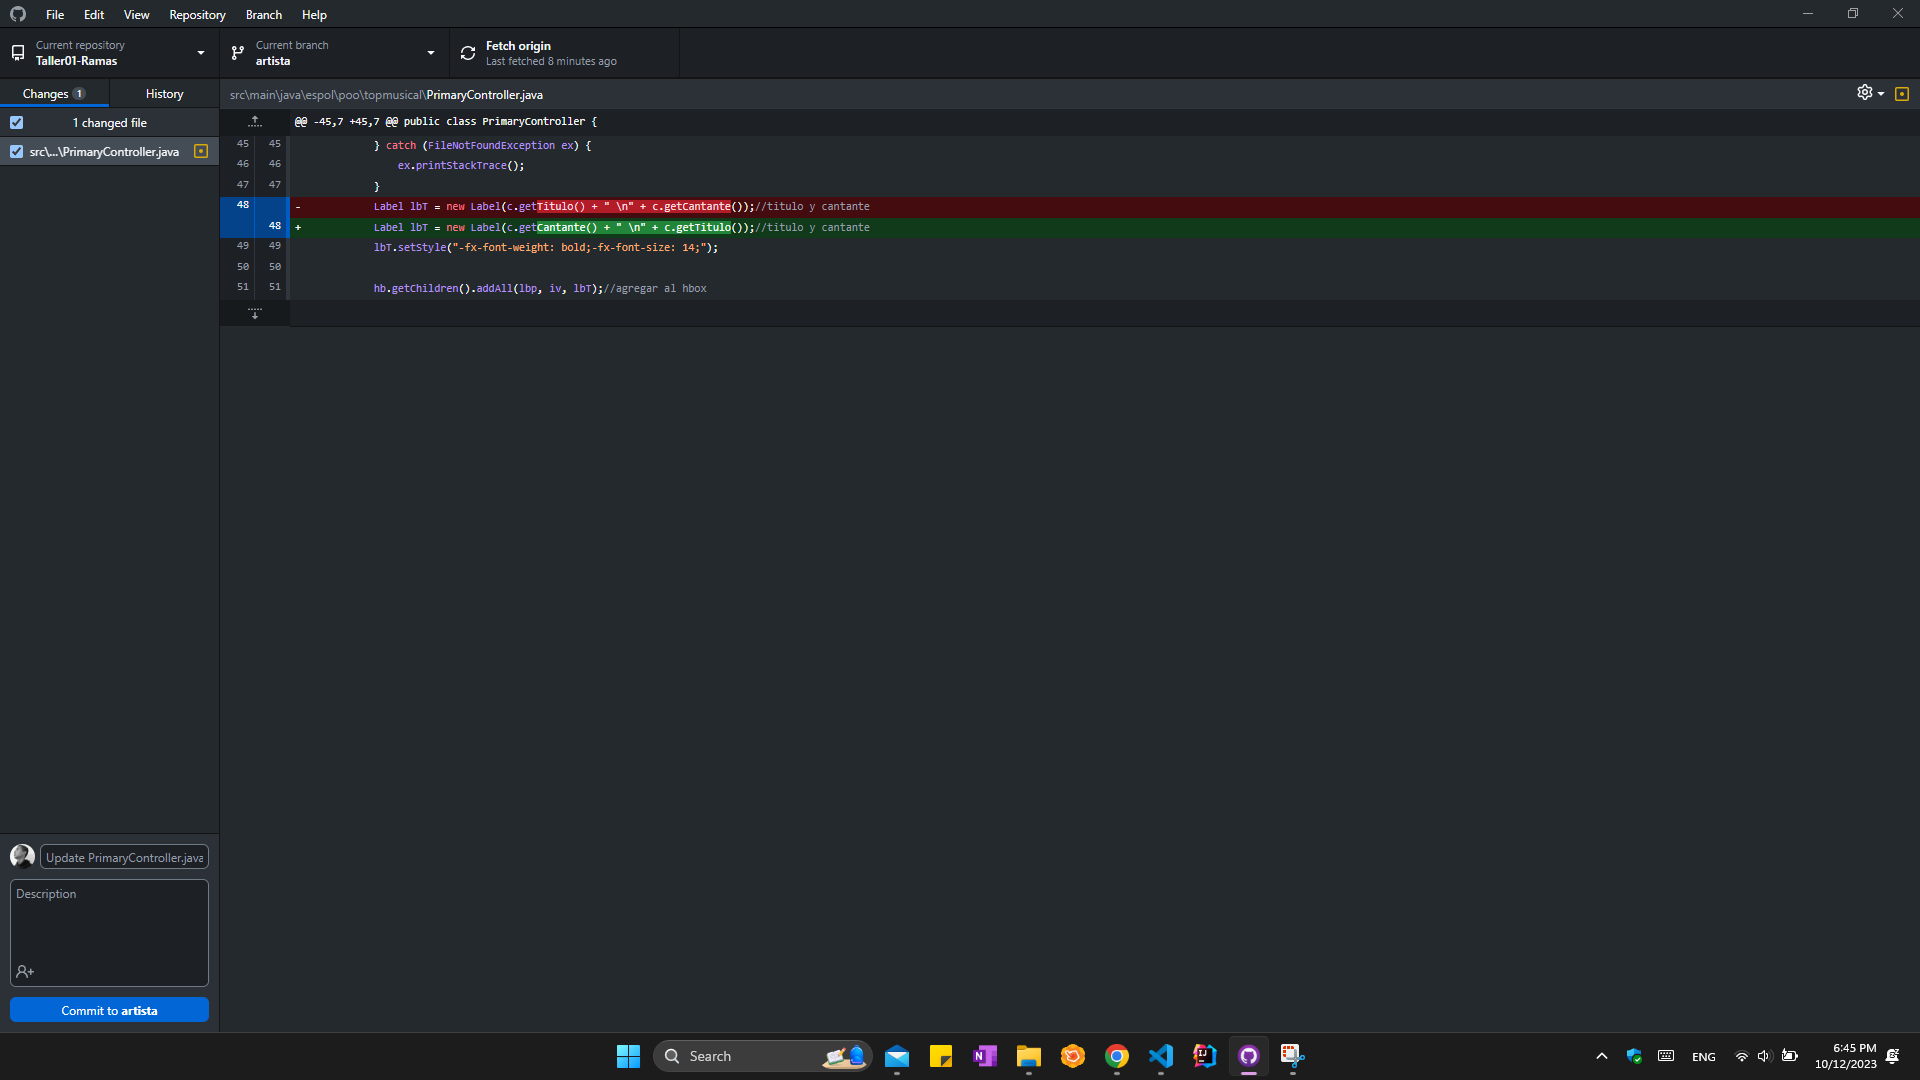 File Edit View Repository Branch Help
Current repository
Taller01-Ramas
Current branch
artista
Fetch origin
Last fetched 8 minutes ago
Changes 1 History
src\main\java\espol\poo\topmusical\PrimaryController.java
1 changed file
@@ -45,7 +45,7 @@ public class PrimaryController {
src\...\PrimaryController.java
45 45 } catch (FileNotFoundException ex) {
46 46 ex.printStackTrace();
47 47 }
48 - Label lbT = new Label(c.getTitulo() + " \n" + c.getCantante());//titulo y cantante
48 + Label lbT = new Label(c.getCantante() + " \n" + c.getTitulo());//titulo y cantante
49 49 lbT.setStyle("-fx-font-weight: bold;-fx-font-size: 14;");
50 50
51 51 hb.getChildren().addAll(lbp, iv, lbT);//agregar al hbox
Update PrimaryController.java
Description
Commit to artista
Search
ENG
6:45 PM
10/12/2023